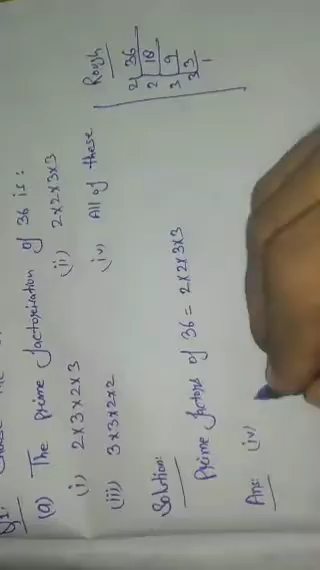 Q1:
(a) The prime factorization of 36 is:
(i) 2×3×2×3 (ii) 2×2×3×3
(iii) 3×3×2×2 (iv) All of these
Solution:
Prime factors of 36 = 2×2×3×3
Ans: (iv)
Rough
2 36
2 18
3 9
3 3
1